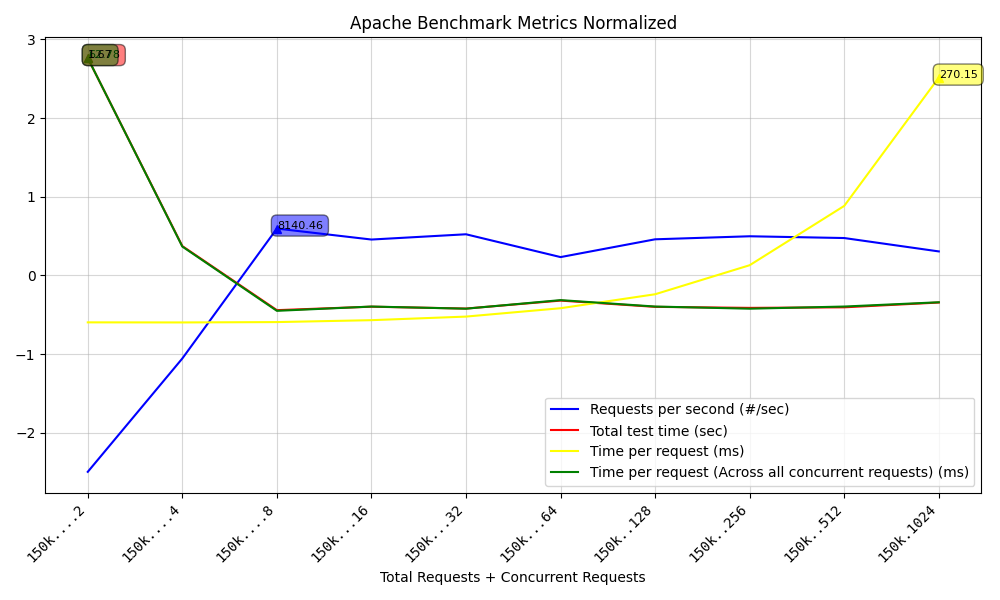 Apache Benchmark Metrics Normalized
3
2
1
0
−1
−2
270.15
8140.46
Requests per second (#/sec)
Total test time (sec)
Time per request (ms)
Time per request (Across all concurrent requests) (ms)
150k....2
150k....4
150k....8
150k...16
150k...32
150k...64
150k..128
150k..256
150k..512
150k.1024
Total Requests + Concurrent Requests